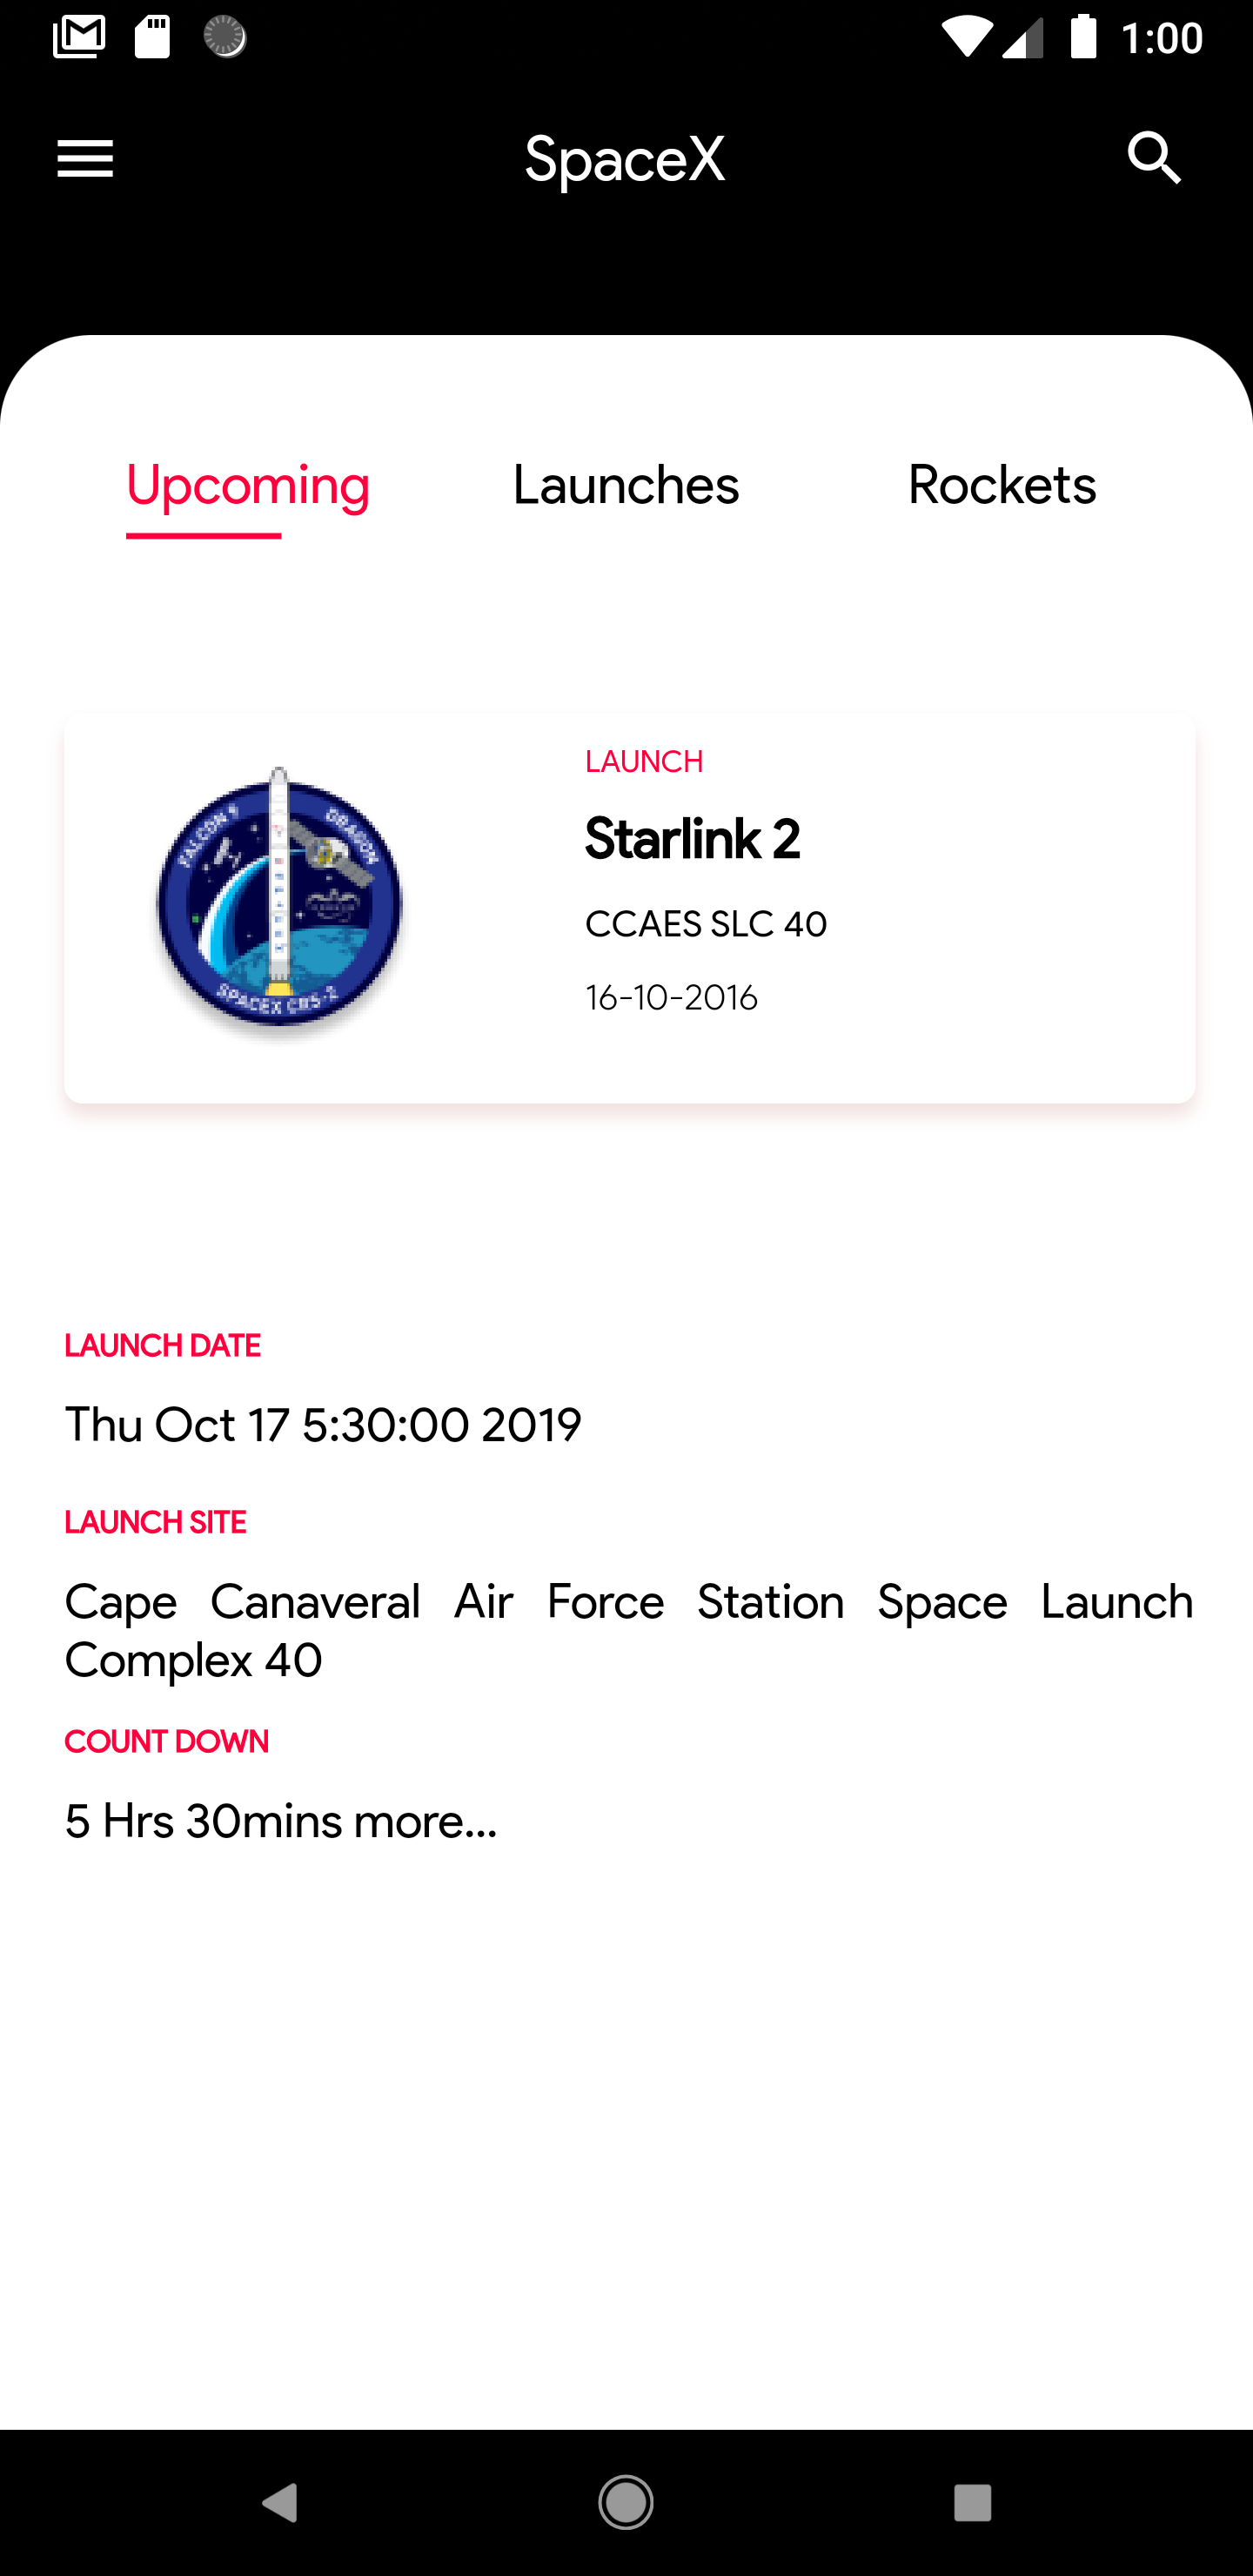 1:00
SpaceX
Upcoming Launches Rockets
FALCON 9 DRAGON
SPACEX CRS-2
LAUNCH
Starlink 2
CCAES SLC 40
16-10-2016
LAUNCH DATE
Thu Oct 17 5:30:00 2019
LAUNCH SITE
Cape Canaveral Air Force Station Space Launch
Complex 40
COUNT DOWN
5 Hrs 30mins more...